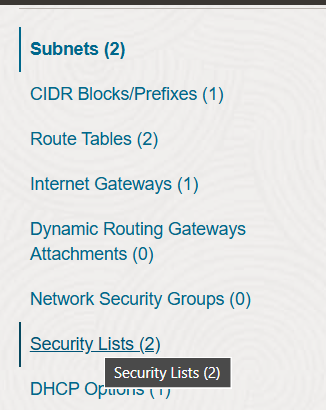 Subnets (2)
CIDR Blocks/Prefixes (1)
Route Tables (2)
Internet Gateways (1)
Dynamic Routing Gateways
Attachments (0)
Network Security Groups (0)
Security Lists (2)
Security Lists (2)
DHCP Options (1)